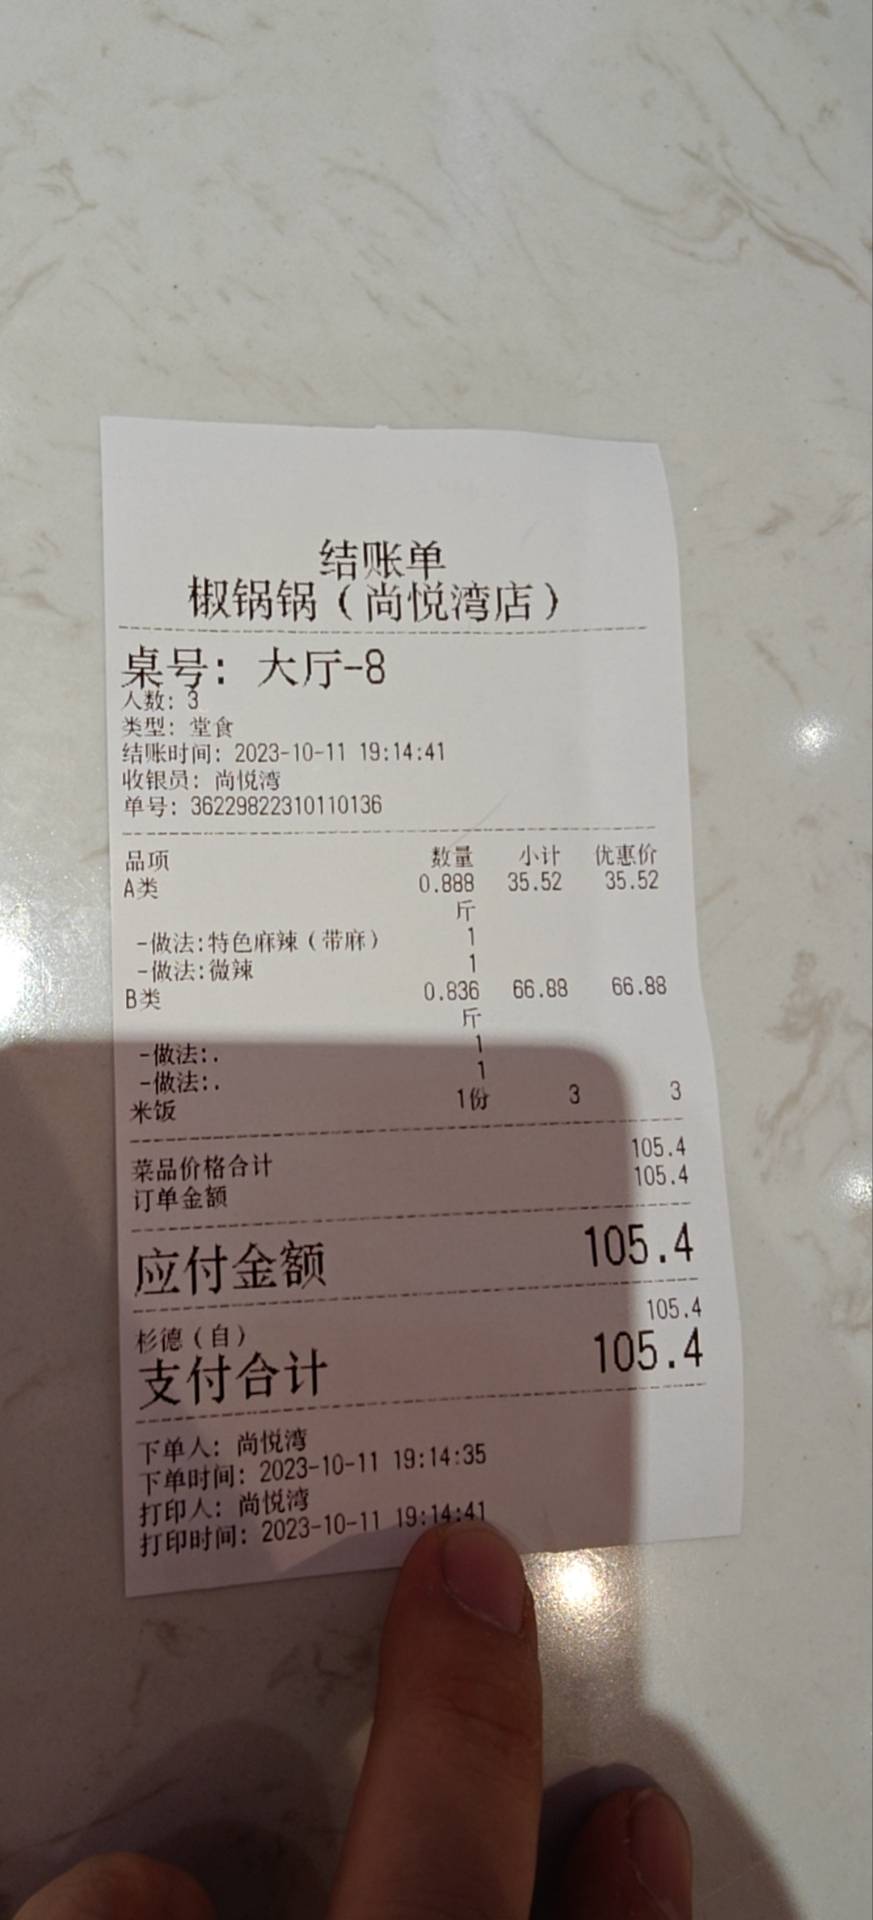 结账单
椒锅锅（尚悦湾店）
桌号: 大厅-8
人数: 3
类型: 堂食
结账时间: 2023-10-11 19:14:41
收银员: 尚悦湾
单号: 36229822310110136
品项 数量 小计 优惠价
A类 0.888 35.52 35.52
斤
-做法:特色麻辣（带麻） 1
-做法:微辣 1
B类 0.836 66.88 66.88
斤
-做法:. 1
-做法:. 1
米饭 1份 3 3
菜品价格合计 105.4
订单金额 105.4
应付金额 105.4
杉德（自） 105.4
支付合计 105.4
下单人: 尚悦湾
下单时间: 2023-10-11 19:14:35
打印人: 尚悦湾
打印时间: 2023-10-11 19:14:41